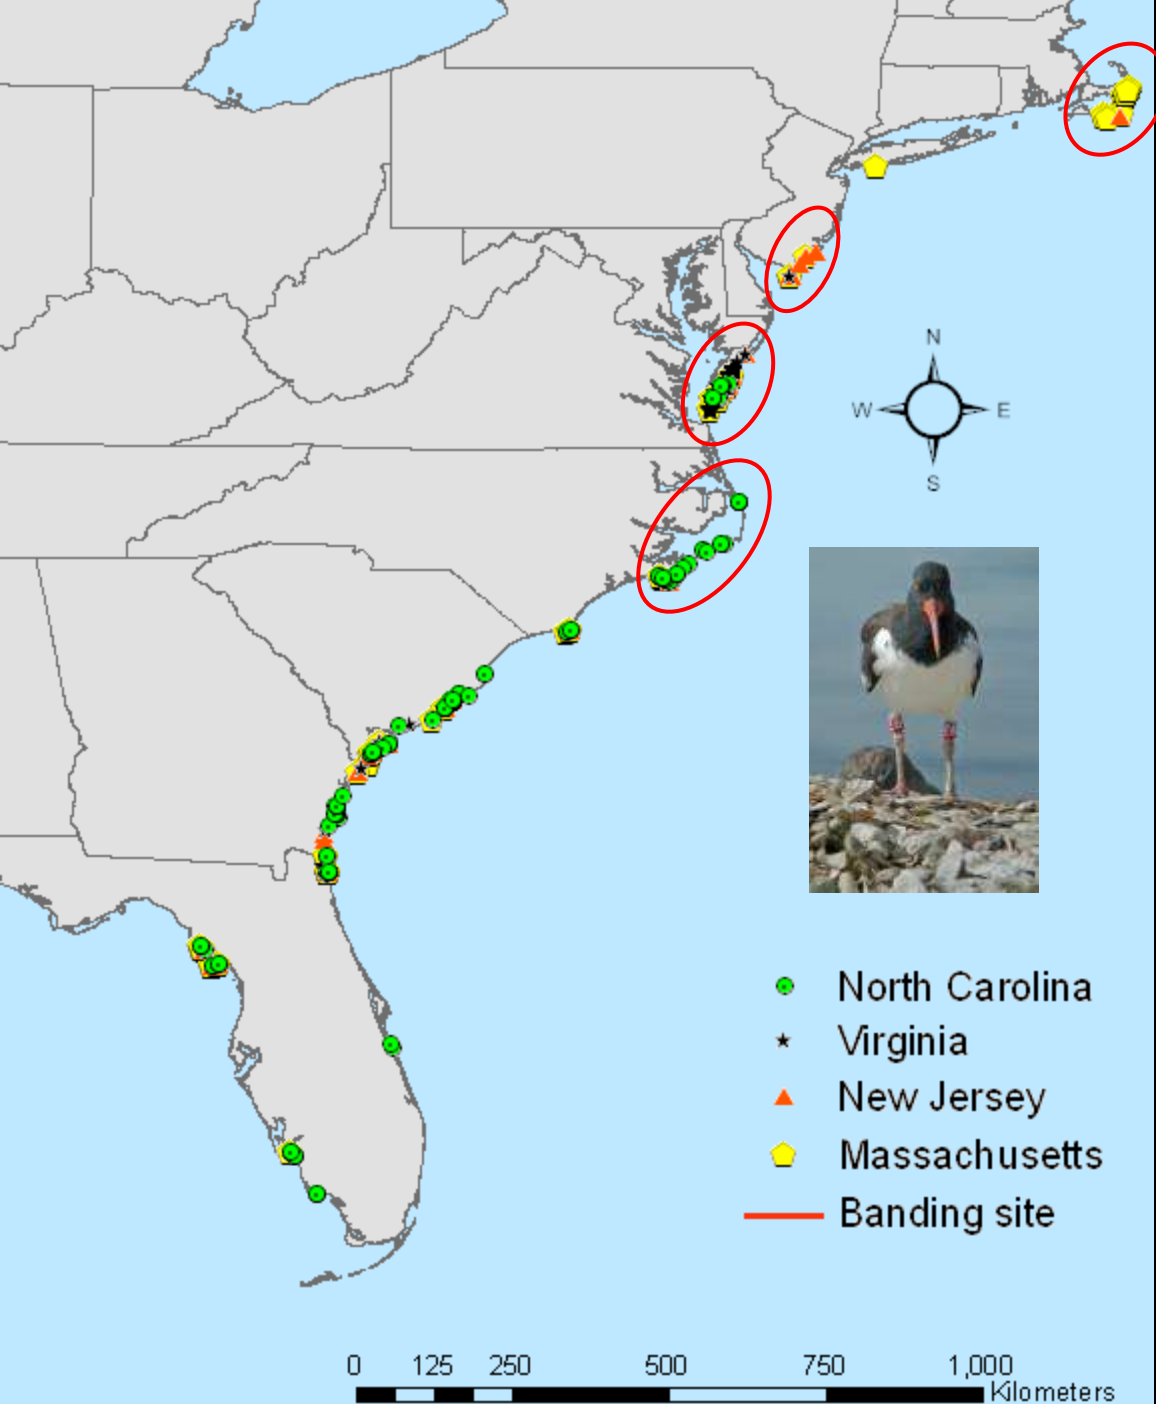 N
W E
S
North Carolina
Virginia
New Jersey
Massachusetts
Banding site
0 125 250 500 750 1,000
Kilometers